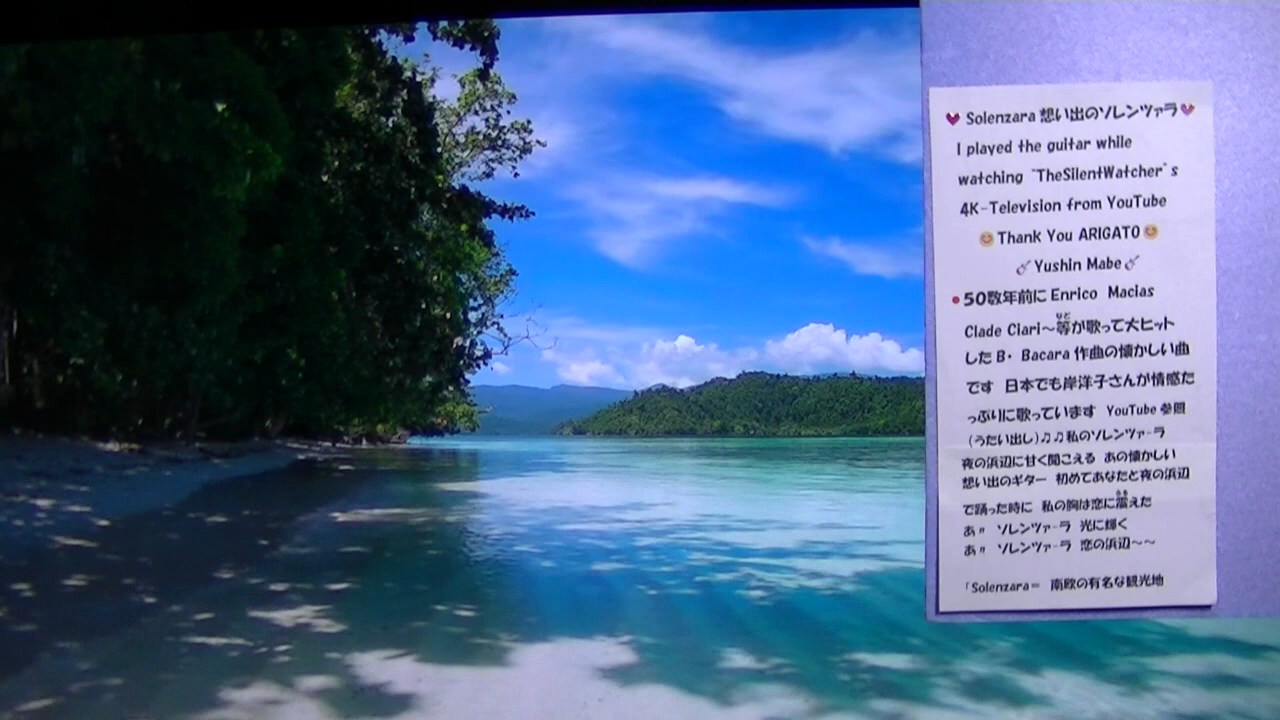 💗 Solenzara 想い出のソレンツァラ💗
I played the guitar while
watching "TheSilentWatcher"s
4K-Television from YouTube
😊Thank You ARIGATO😊
🎸Yushin Mabe🎸
●50数年前に Enrico Macias
Clade Clari～等が歌って大ヒット
した B・ Bacara 作曲の懐かしい曲
です 日本でも岸洋子さんが情感た
っぷりに歌っています YouTube 参照
(うたい出し)♫♫私のソレンツァ-ラ
夜の浜辺に甘く聞こえる あの懐かしい
想い出のギター 初めてあなたと夜の浜辺
で踊った時に 私の胸は恋に震えた
あ〃 ソレンツァ-ラ 光に輝く
あ〃 ソレンツァ-ラ 恋の浜辺～～
「Solenzara= 南欧の有名な観光地